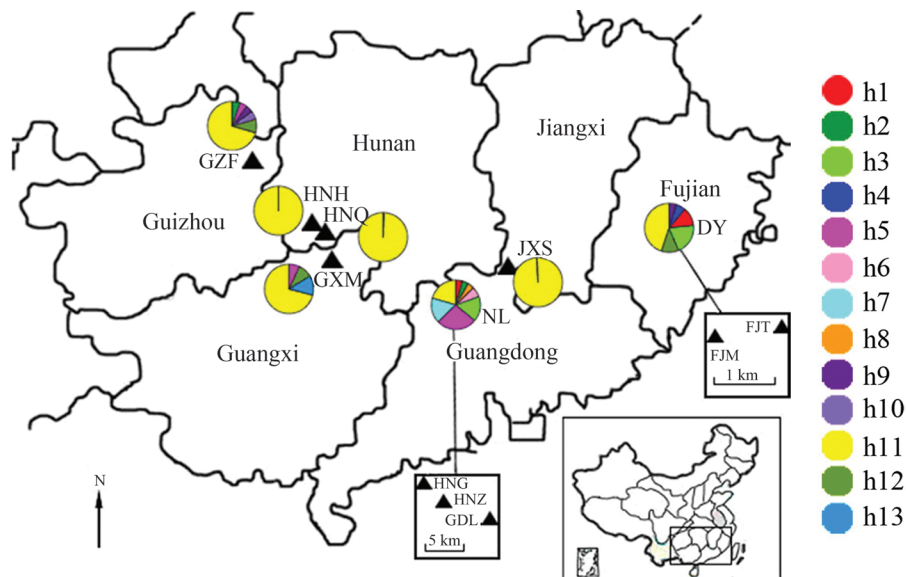 Hunan
Jiangxi
GZF
Guizhou
HNH
HNQ
Fujian
DY
GXM
JXS
NL
Guangxi
Guangdong
FJT
FJM
1 km
N
HNG
HNZ
GDL
5 km
h1
h2
h3
h4
h5
h6
h7
h8
h9
h10
h11
h12
h13